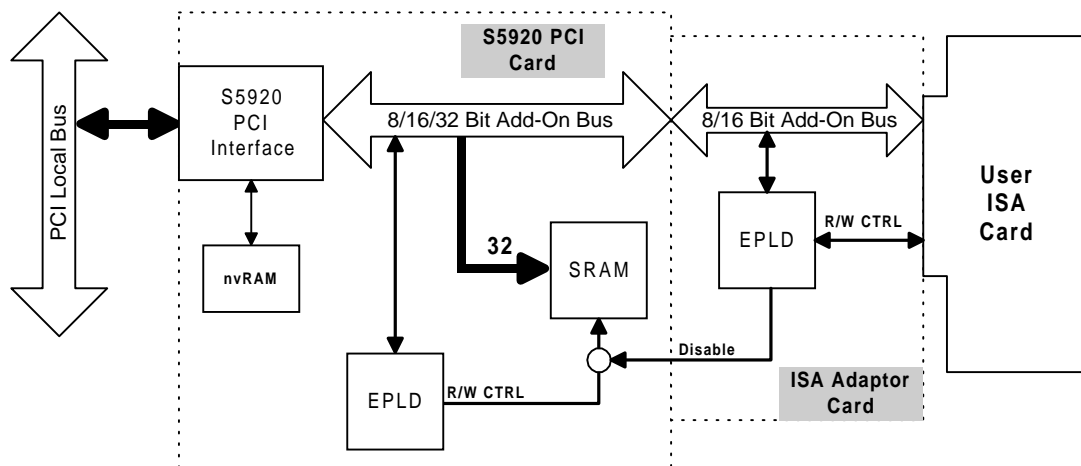 S5920 PCI
Card
PCI Local Bus
S5920
PCI
Interface
8/16/32 Bit Add-On Bus
8/16 Bit Add-On Bus
User
ISA
Card
nvRAM
32
SRAM
EPLD
R/W CTRL
Disable
EPLD
R/W CTRL
ISA Adaptor
Card